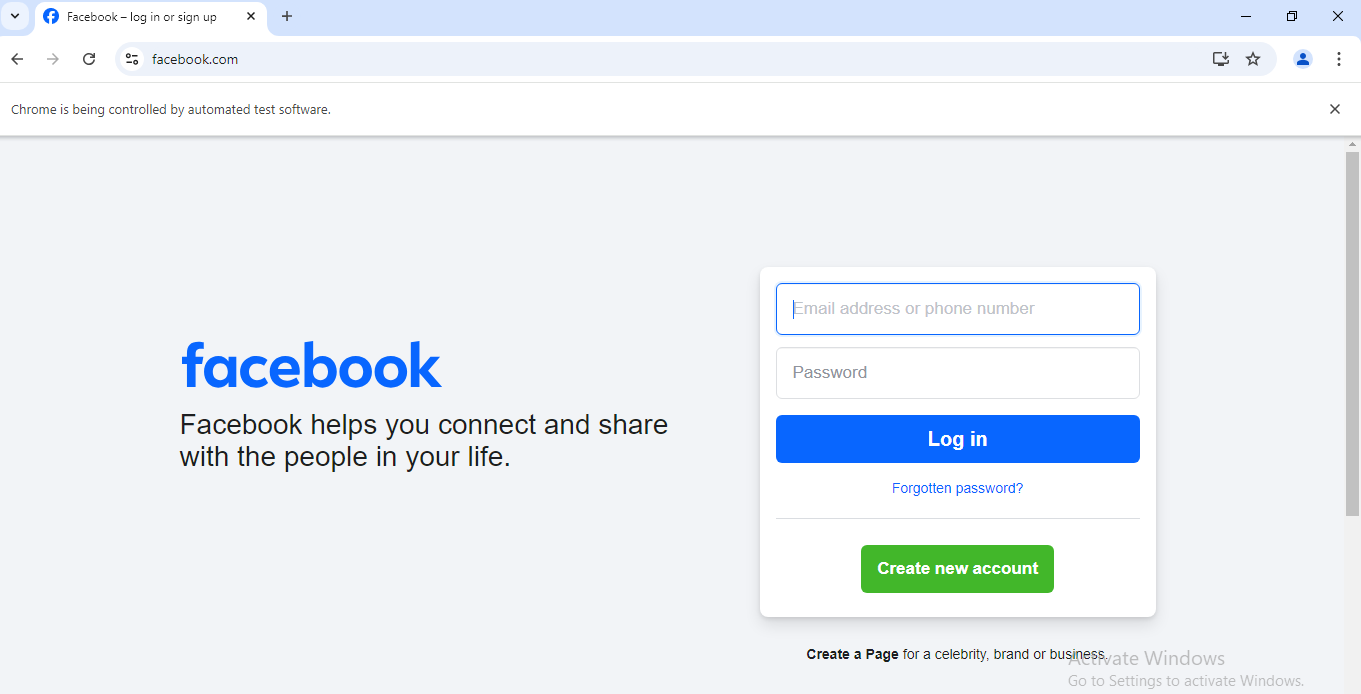 Facebook – log in or sign up
facebook.com
Chrome is being controlled by automated test software.
facebook
Facebook helps you connect and share
with the people in your life.
Email address or phone number
Password
Log in
Forgotten password?
Create new account
Create a Page for a celebrity, brand or business.
Activate Windows
Go to Settings to activate Windows.